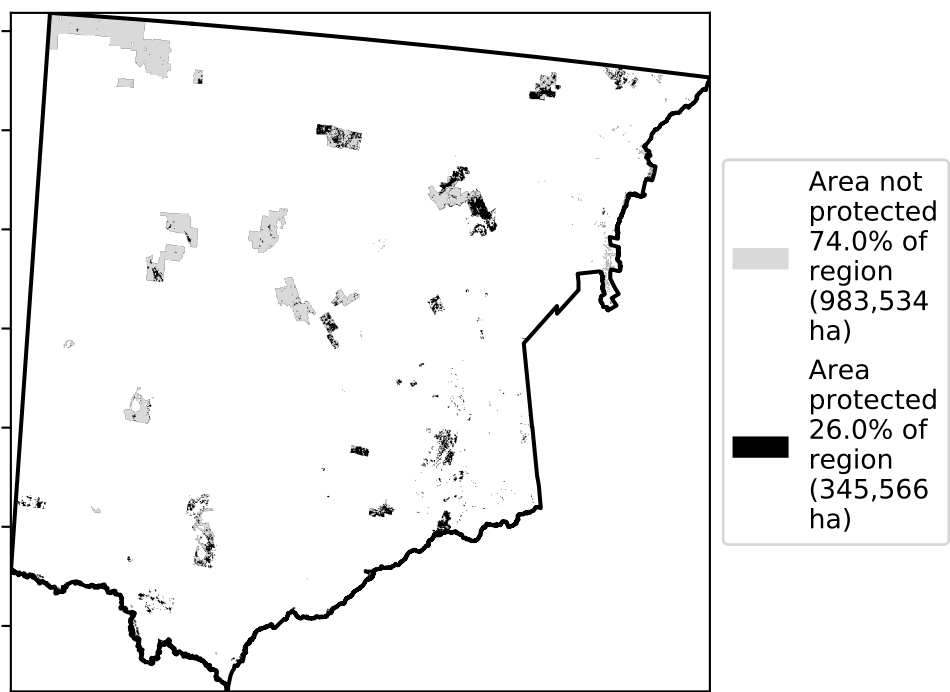 Area not
protected
74.0% of
region
(983,534
ha)
Area
protected
26.0% of
region
(345,566
ha)